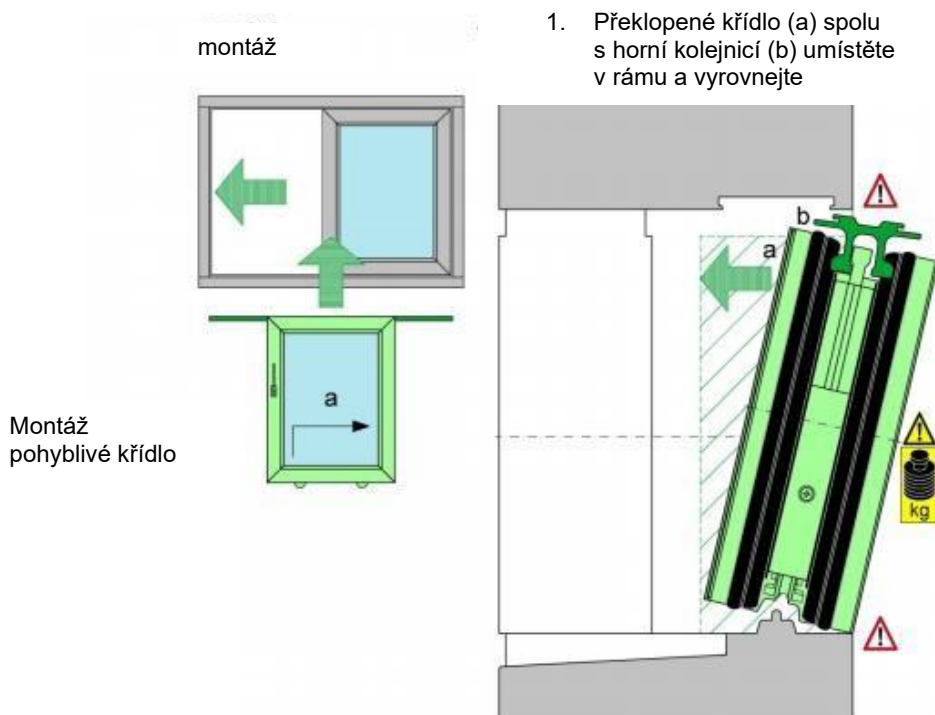 montáž
1. Překlopené křídlo (a) spolu
s horní kolejnicí (b) umístěte
v rámu a vyrovnejte
b
a
a
Montáž
pohyblivé křídlo
kg